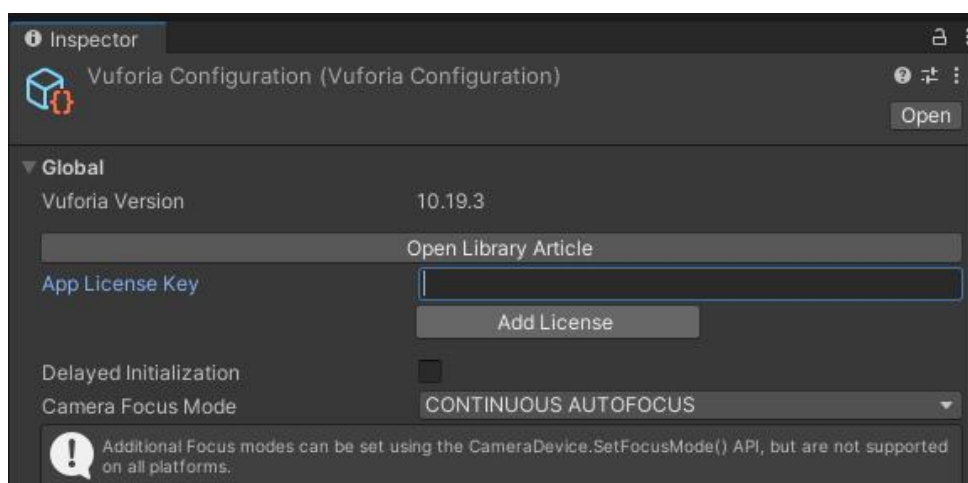 Inspector
Vuforia Configuration (Vuforia Configuration)
Open
Global
Vuforia Version 10.19.3
Open Library Article
App License Key
Add License
Delayed Initialization
Camera Focus Mode CONTINUOUS AUTOFOCUS
Additional Focus modes can be set using the CameraDevice.SetFocusMode() API, but are not supported
on all platforms.